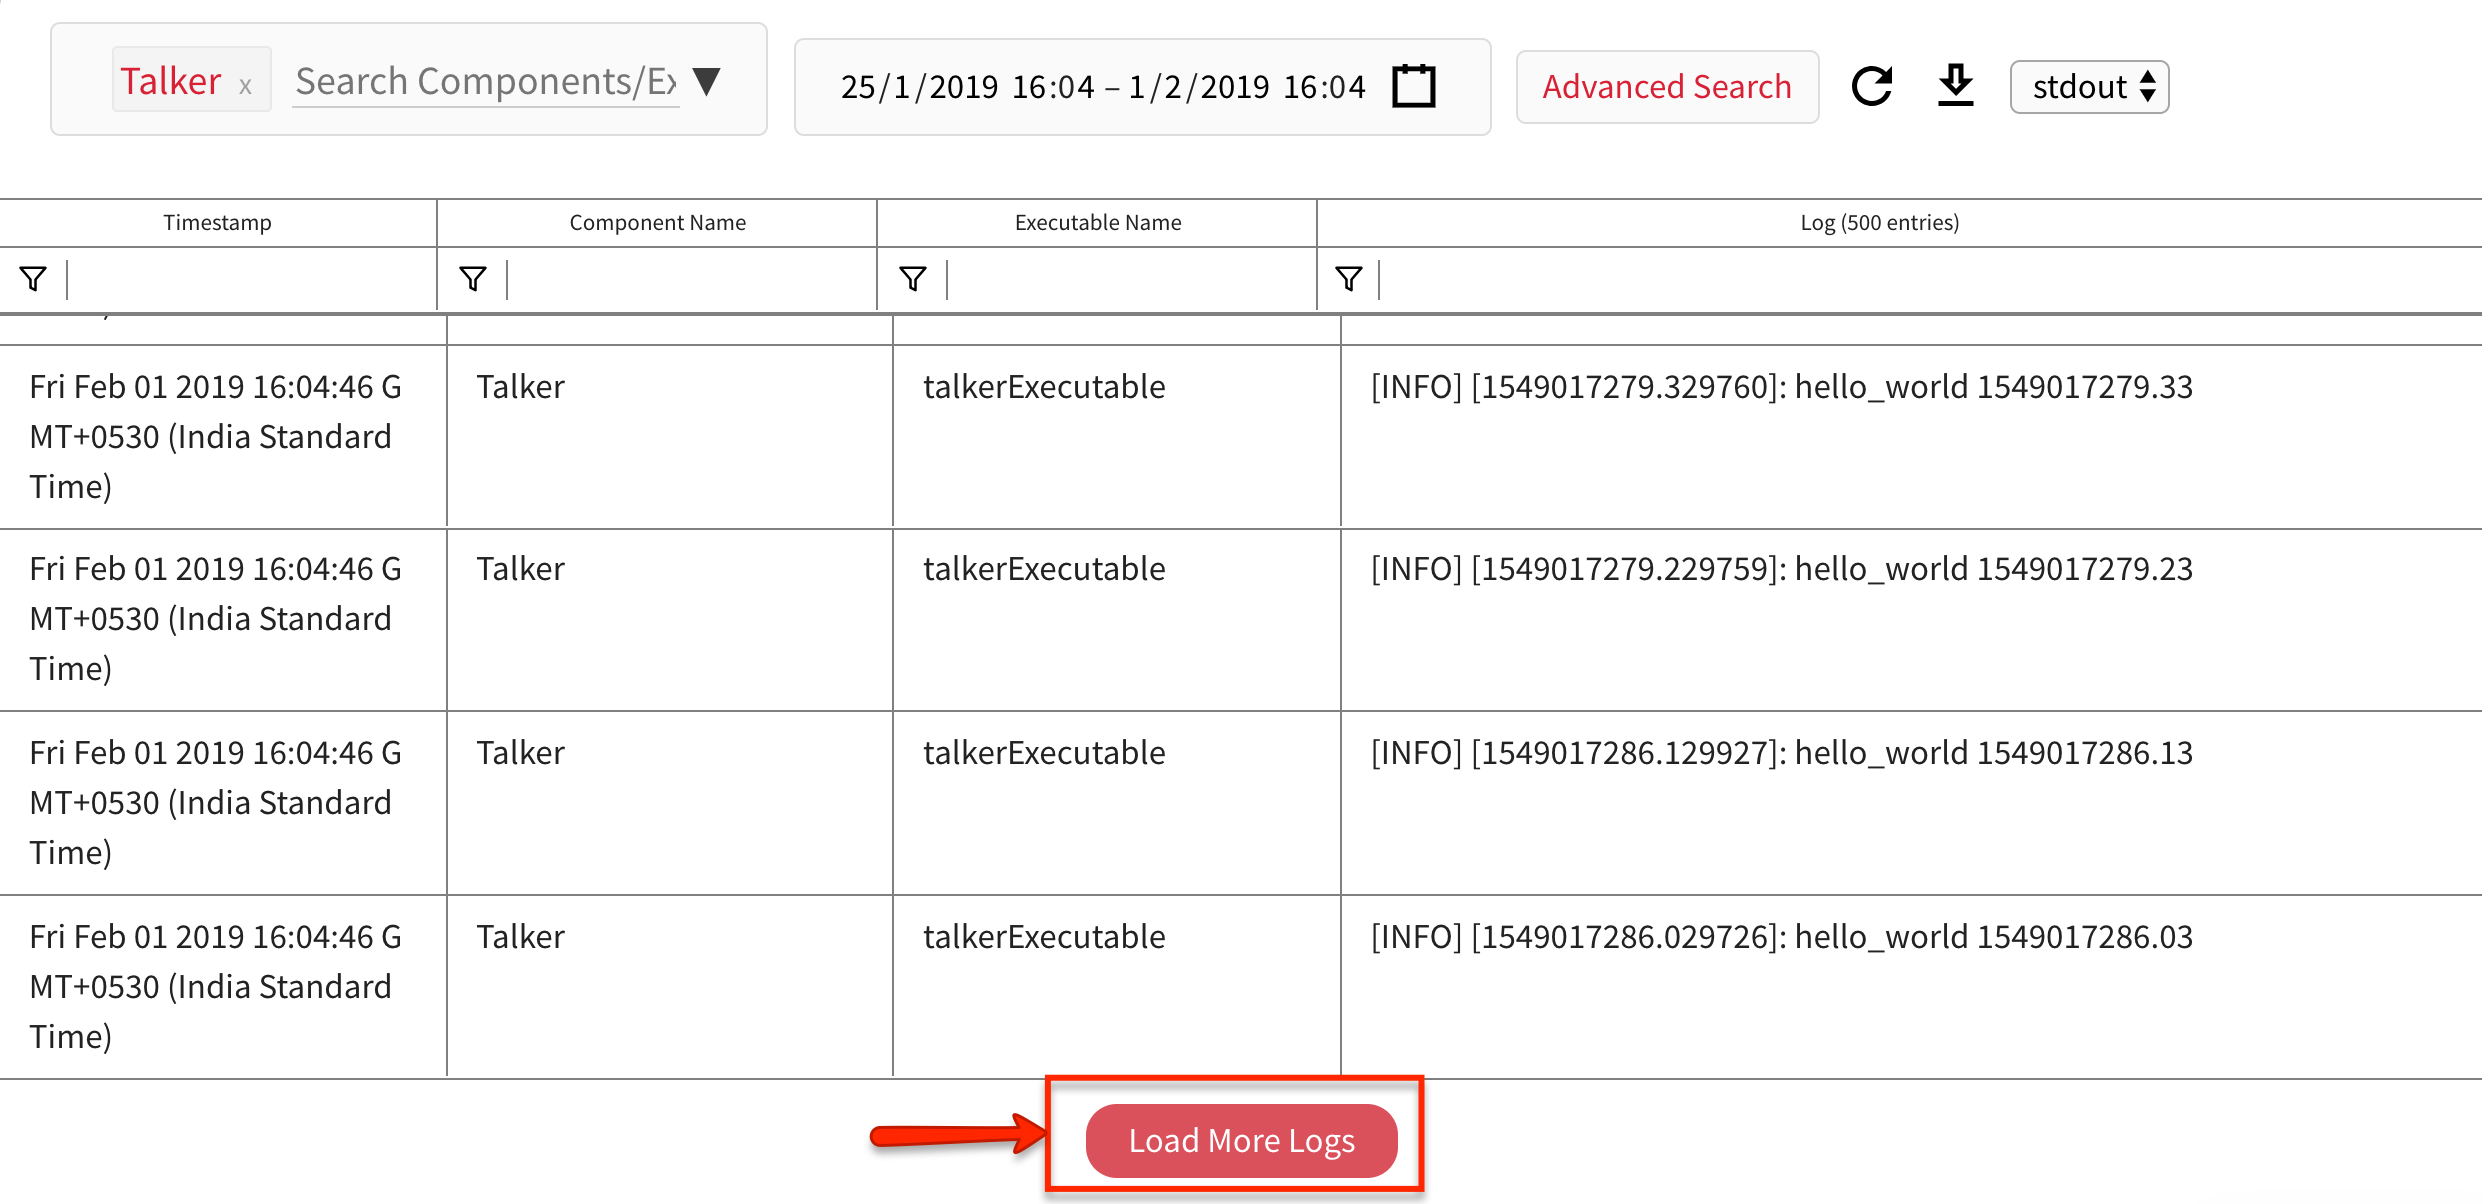 Talker x Search Components/Ex ▼ 25/1/2019 16:04 – 1/2/2019 16:04 Advanced Search stdout
Timestamp Component Name Executable Name Log (500 entries)
Fri Feb 01 2019 16:04:46 G Talker talkerExecutable [INFO] [1549017279.329760]: hello_world 1549017279.33
MT+0530 (India Standard
Time)
Fri Feb 01 2019 16:04:46 G Talker talkerExecutable [INFO] [1549017279.229759]: hello_world 1549017279.23
MT+0530 (India Standard
Time)
Fri Feb 01 2019 16:04:46 G Talker talkerExecutable [INFO] [1549017286.129927]: hello_world 1549017286.13
MT+0530 (India Standard
Time)
Fri Feb 01 2019 16:04:46 G Talker talkerExecutable [INFO] [1549017286.029726]: hello_world 1549017286.03
MT+0530 (India Standard
Time)
Load More Logs